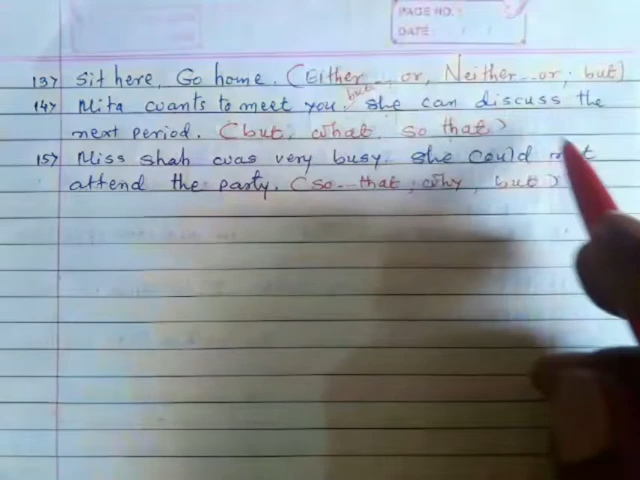 PAGE NO.:
DATE: / /
13> Sit here. Go home. (Either...or, Neither...or, but)
14> Mita wants to meet you. but she can discuss the
next period. (but, what, so that)
15> Miss shah was very busy. she could not
attend the party. (so...that, why, but)